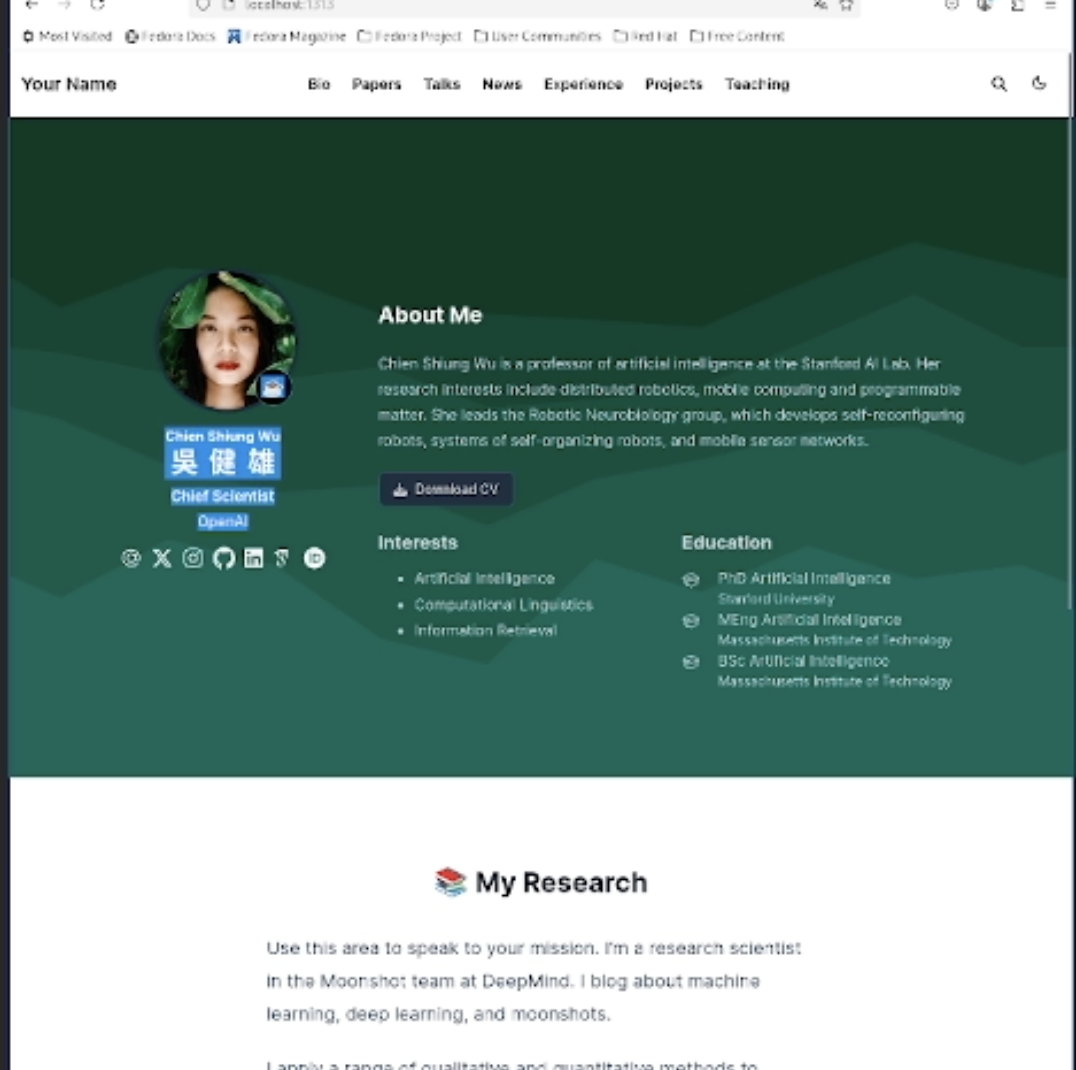 localhost:1313
Most Visited Fedora Docs Fedora Magazine Fedora Project User Communities Red Hat Free Content
Your Name Bio Papers Talks News Experience Projects Teaching
Chien Shiung Wu
吳健雄
Chief Scientist
OpenAI
About Me
Chien Shiung Wu is a professor of artificial intelligence at the Stanford AI Lab. Her
research interests include distributed robotics, mobile computing and programmable
matter. She leads the Robotic Neurobiology group, which develops self-reconfiguring
robots, systems of self-organizing robots, and mobile sensor networks.
Download CV
Interests
Artificial Intelligence
Computational Linguistics
Information Retrieval
Education
PhD Artificial Intelligence
Stanford University
MEng Artificial Intelligence
Massachusetts Institute of Technology
BSc Artificial Intelligence
Massachusetts Institute of Technology
📚 My Research
Use this area to speak to your mission. I'm a research scientist
in the Moonshot team at DeepMind. I blog about machine
learning, deep learning, and moonshots.
I apply a range of qualitative and quantitative methods to